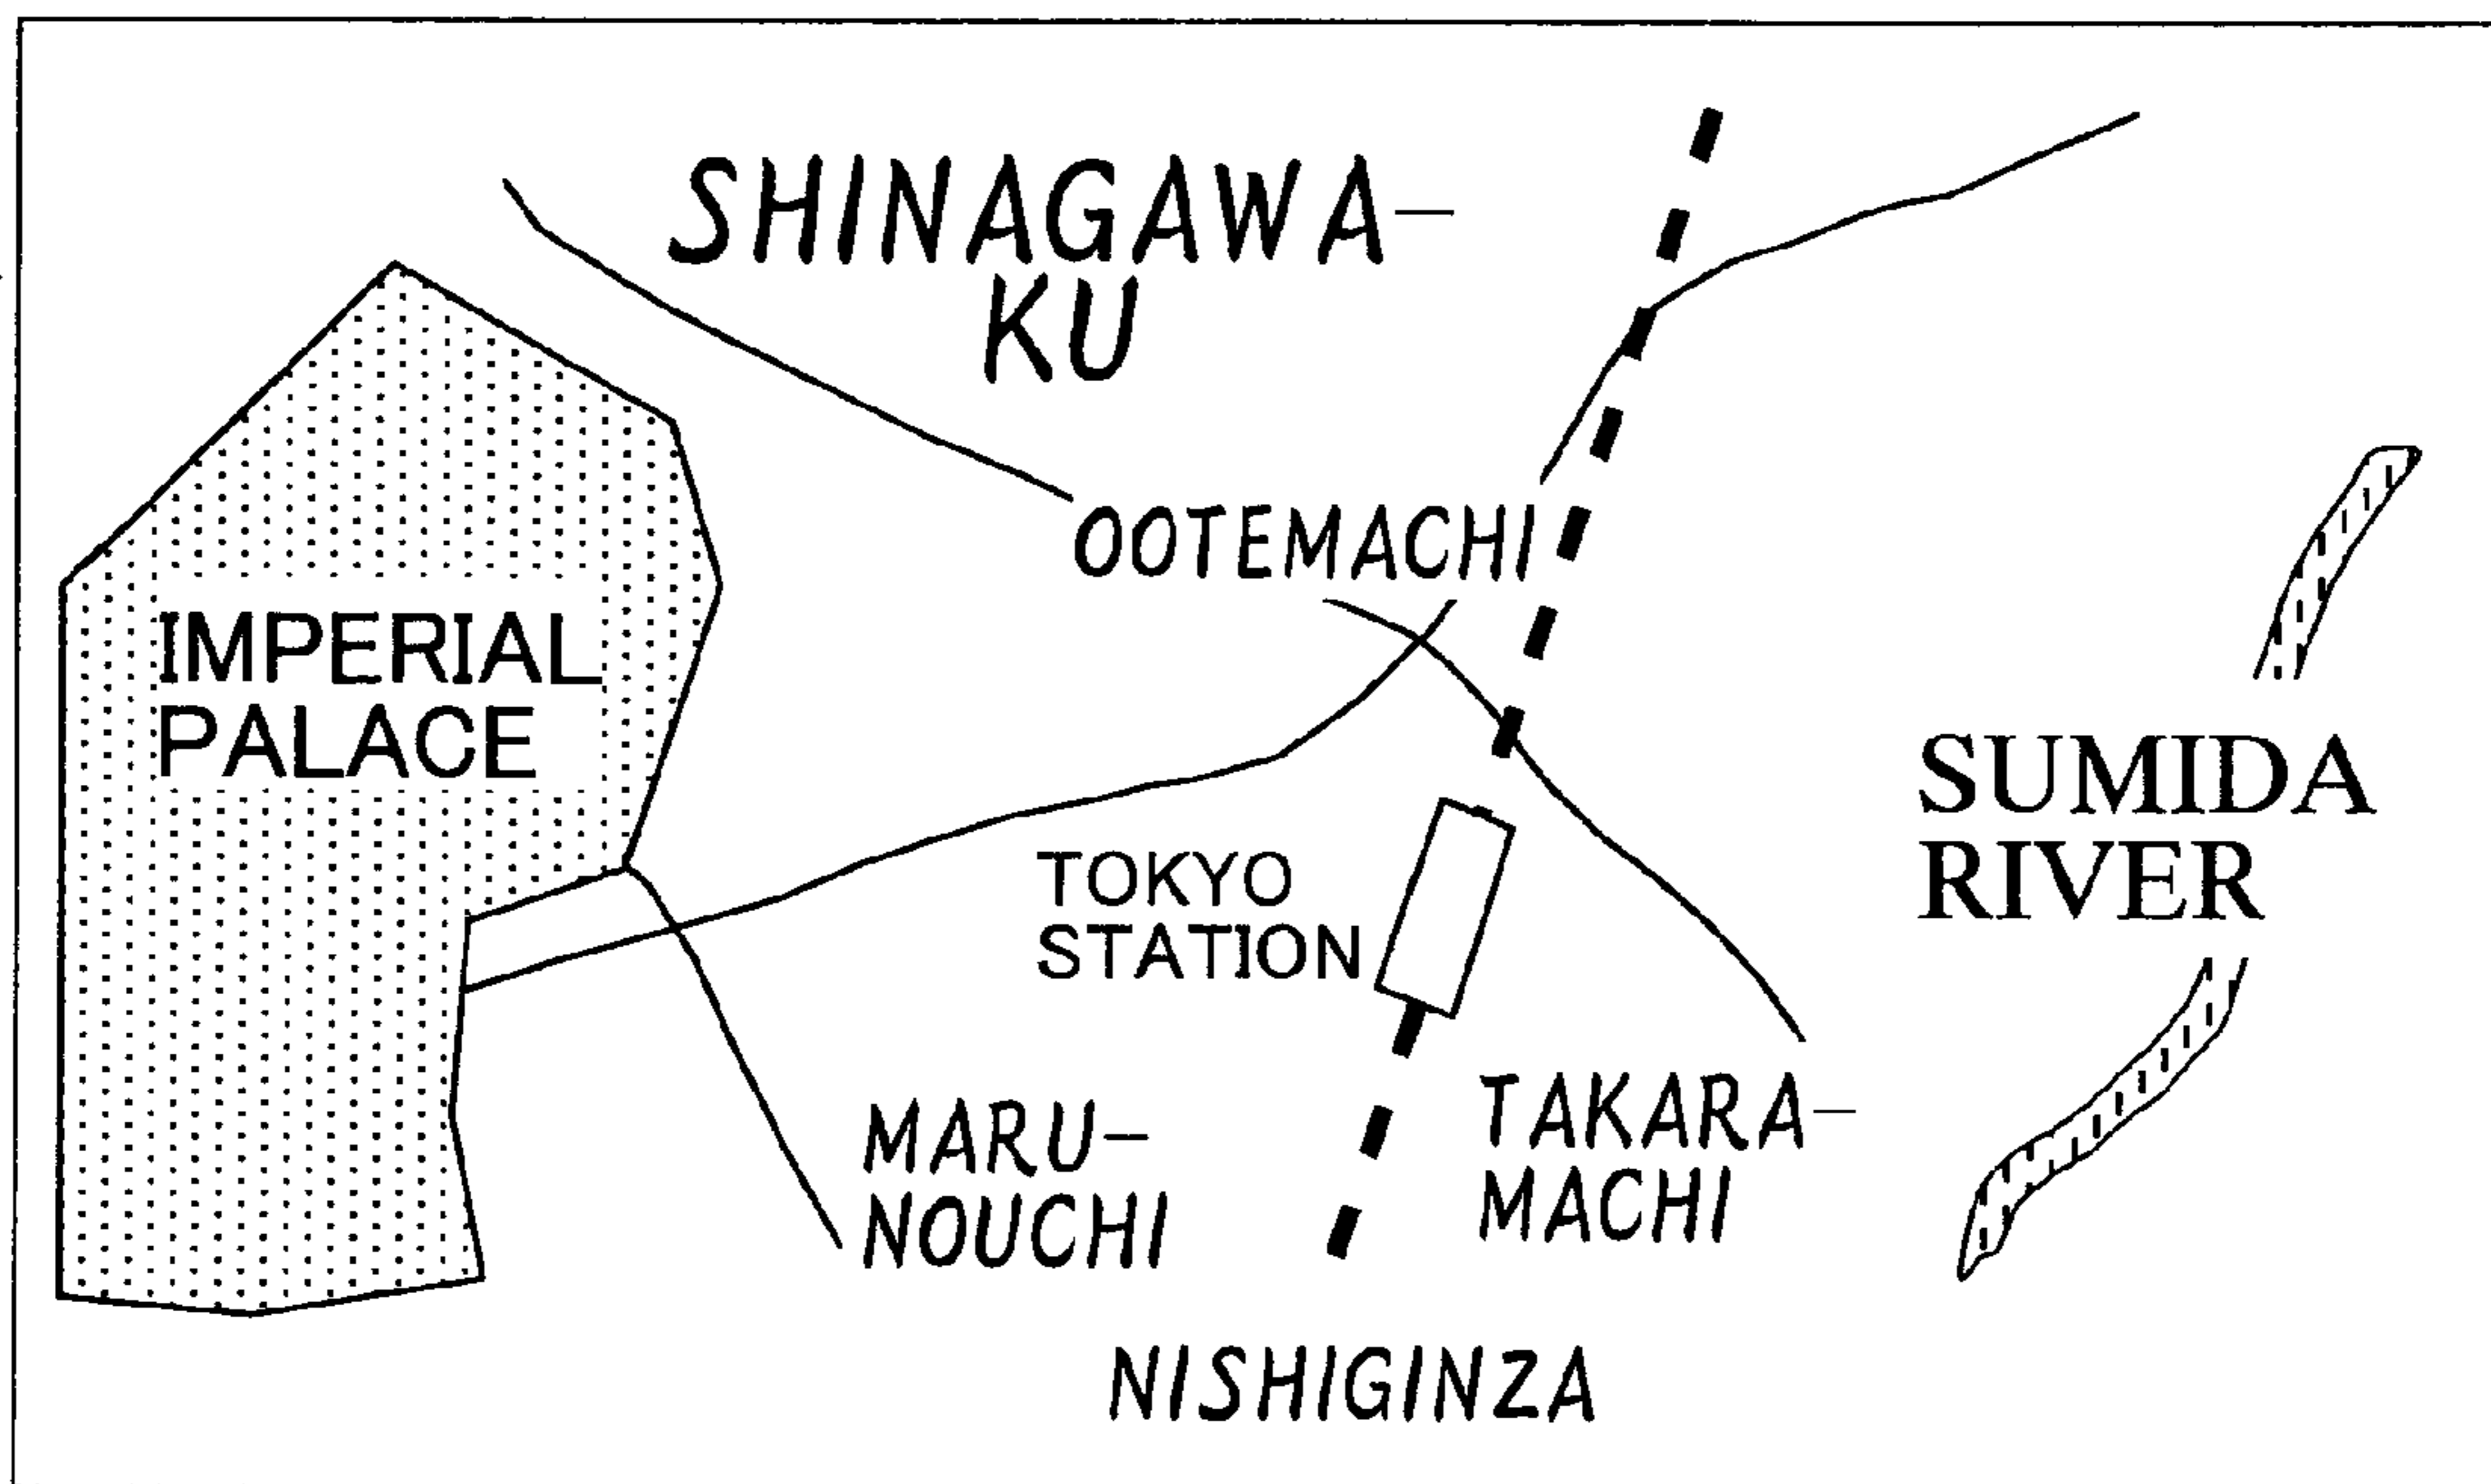 SHINAGAWA-
KU
OOTEMACHI
IMPERIAL
PALACE
SUMIDA
RIVER
TOKYO
STATION
MARU-
NOUCHI
TAKARA-
MACHI
NISHIGINZA